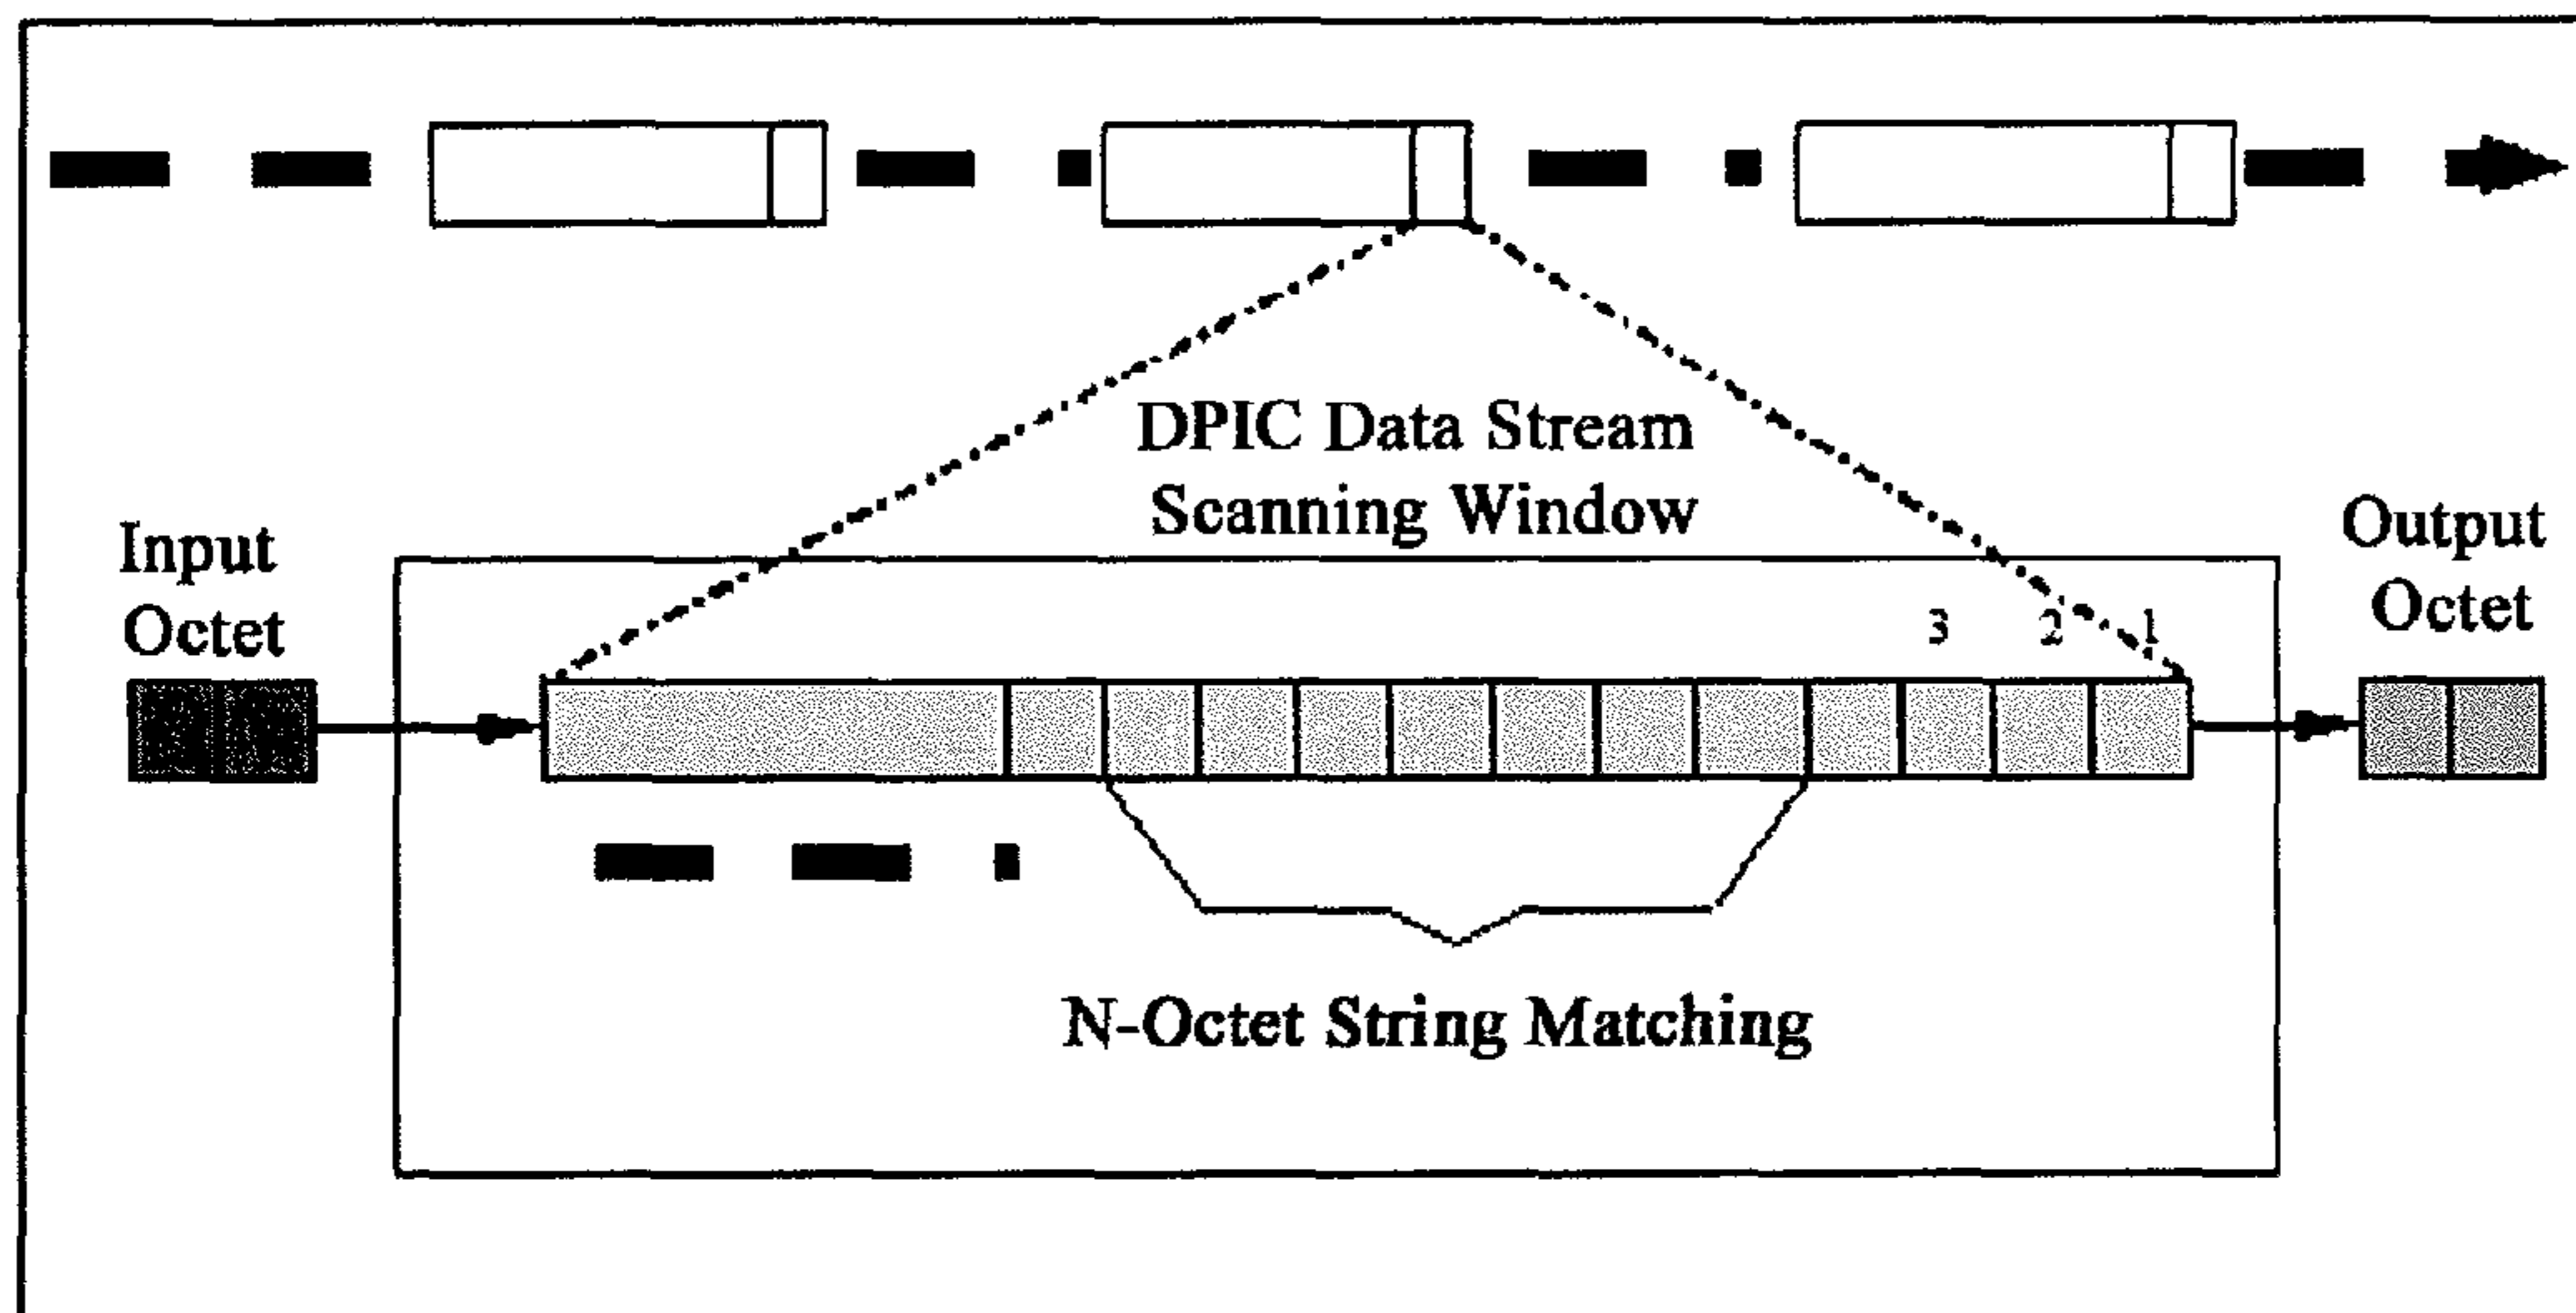 DPIC Data Stream
Scanning Window
Input
Octet
3 2 1
Output
Octet
N-Octet String Matching